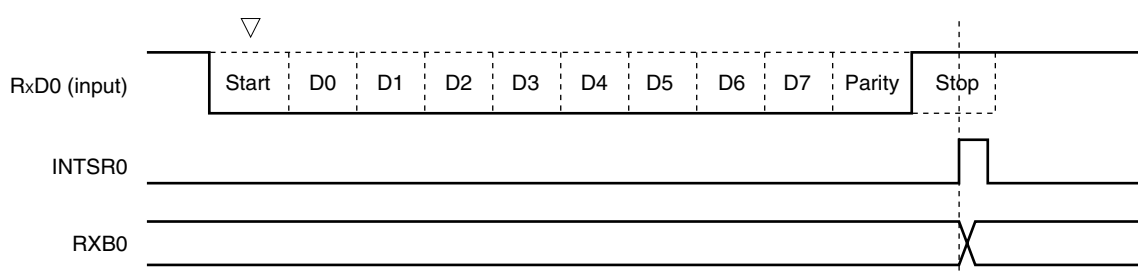 RxD0 (input) Start D0 D1 D2 D3 D4 D5 D6 D7 Parity Stop
INTSR0
RXB0